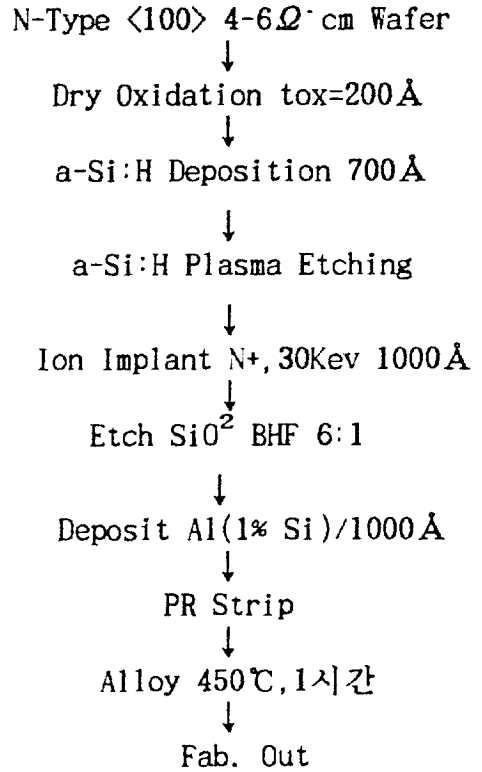 N-Type <100> 4-6Ω·cm Wafer
↓
Dry Oxidation tox=200Å
↓
a-Si:H Deposition 700Å
↓
a-Si:H Plasma Etching
↓
Ion Implant N+, 30Kev 1000Å
↓
Etch SiO² BHF 6:1
↓
Deposit Al(1% Si)/1000Å
↓
PR Strip
↓
Alloy 450℃, 1시간
↓
Fab. Out